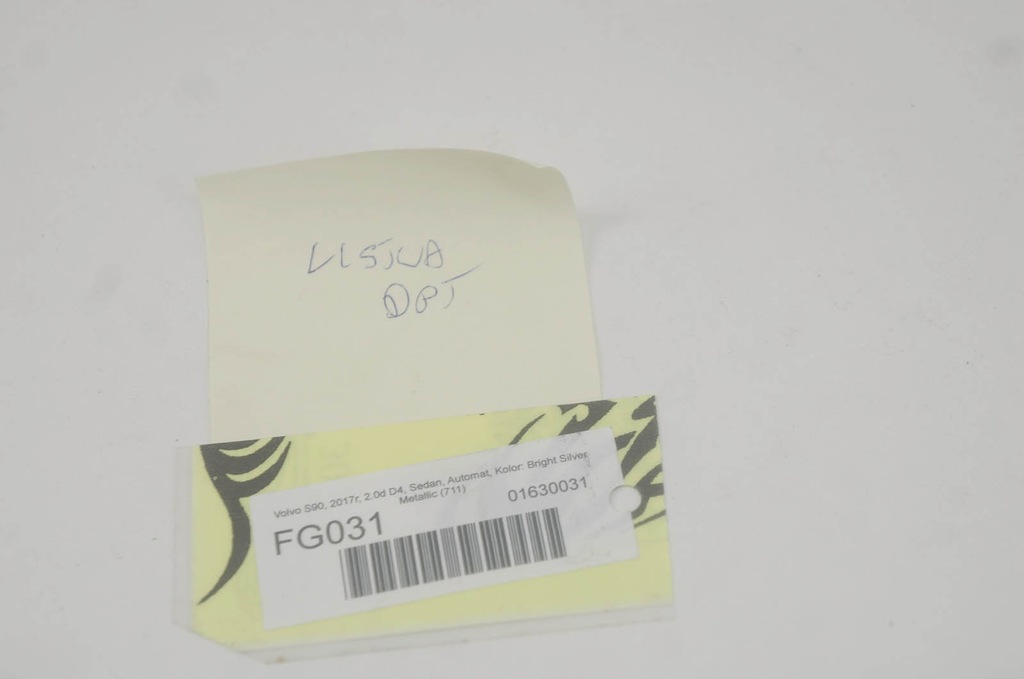 LISTWA
DPT
Volvo S90, 2017r, 2.0d D4, Sedan, Automat, Kolor: Bright Silver
Metallic (711)
FG031
01630031